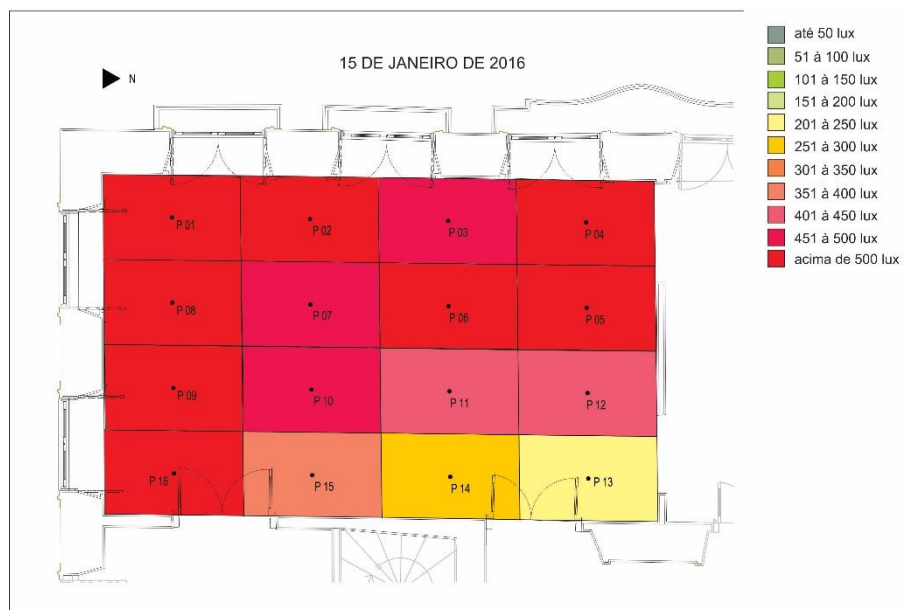 15 DE JANEIRO DE 2016
N
até 50 lux
51 à 100 lux
101 à 150 lux
151 à 200 lux
201 à 250 lux
251 à 300 lux
301 à 350 lux
351 à 400 lux
401 à 450 lux
451 à 500 lux
acima de 500 lux
P 01
P 02
P 03
P 04
P 08
P 07
P 06
P 05
P 09
P 10
P 11
P 12
P 16
P 15
P 14
P 13